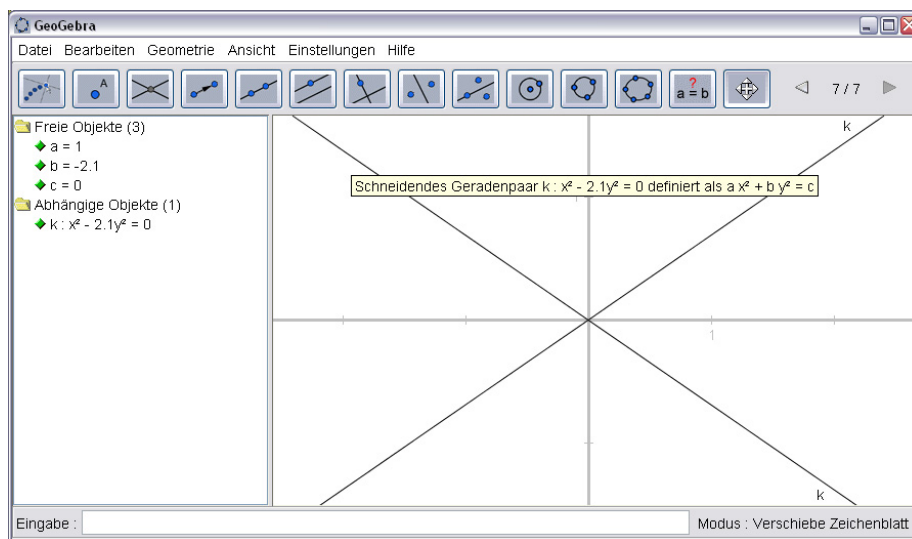 GeoGebra
Datei Bearbeiten Geometrie Ansicht Einstellungen Hilfe
A
?
a = b
7 / 7
Freie Objekte (3)
a = 1
b = -2.1
c = 0
Abhängige Objekte (1)
k : x² - 2.1y² = 0
k
Schneidendes Geradenpaar k : x² - 2.1y² = 0 definiert als a x² + b y² = c
1
1
k
Eingabe :
Modus : Verschiebe Zeichenblatt